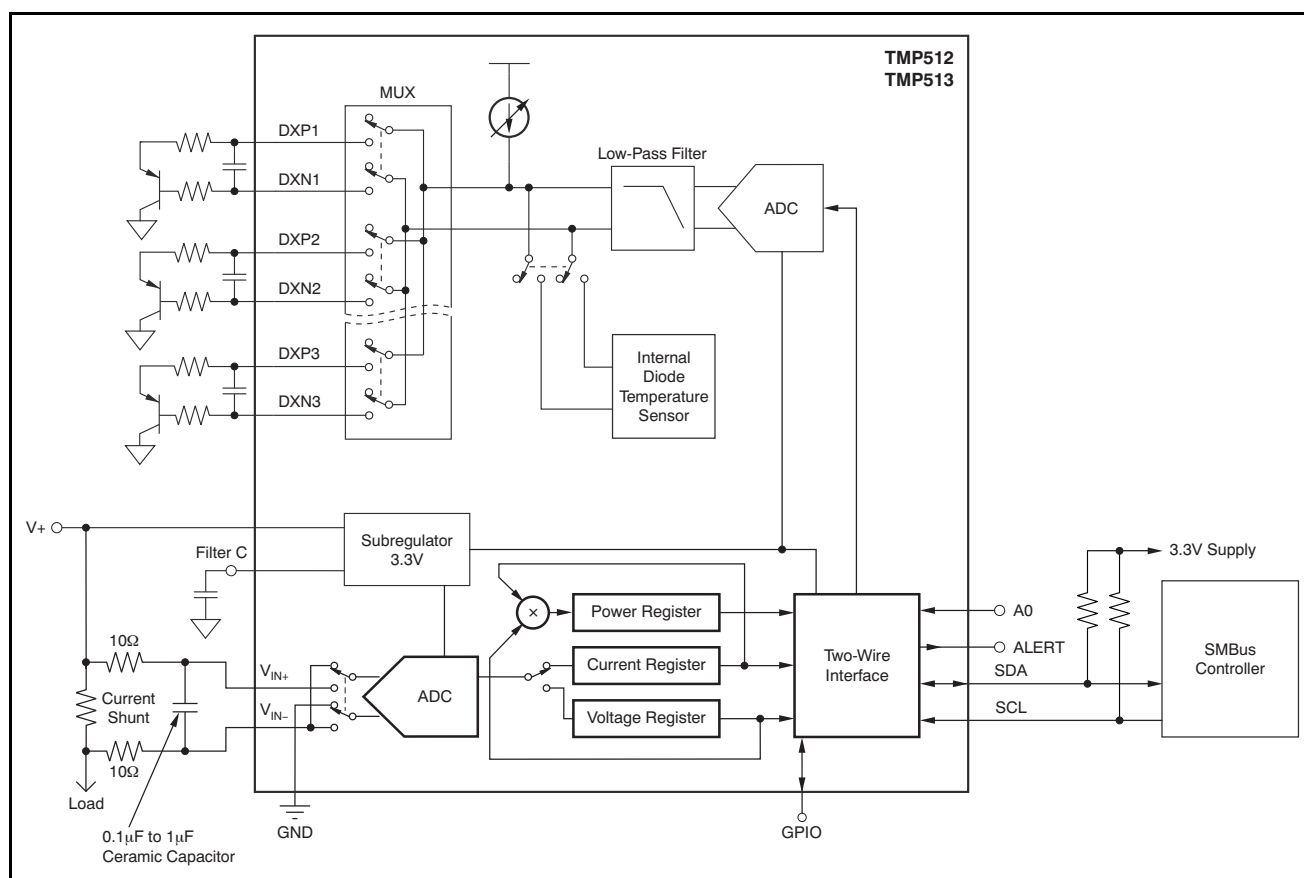 TMP512
TMP513
MUX
DXP1
DXN1
DXP2
DXN2
DXP3
DXN3
Low-Pass Filter
ADC
Internal
Diode
Temperature
Sensor
V+
Subregulator
3.3V
Filter C
3.3V Supply
×
Power Register
A0
ALERT
10Ω
VIN+
ADC
Current Register
Two-Wire
Interface
SDA
SMBus
Controller
Current
Shunt
VIN−
Voltage Register
SCL
10Ω
Load
GND
GPIO
0.1μF to 1μF
Ceramic Capacitor